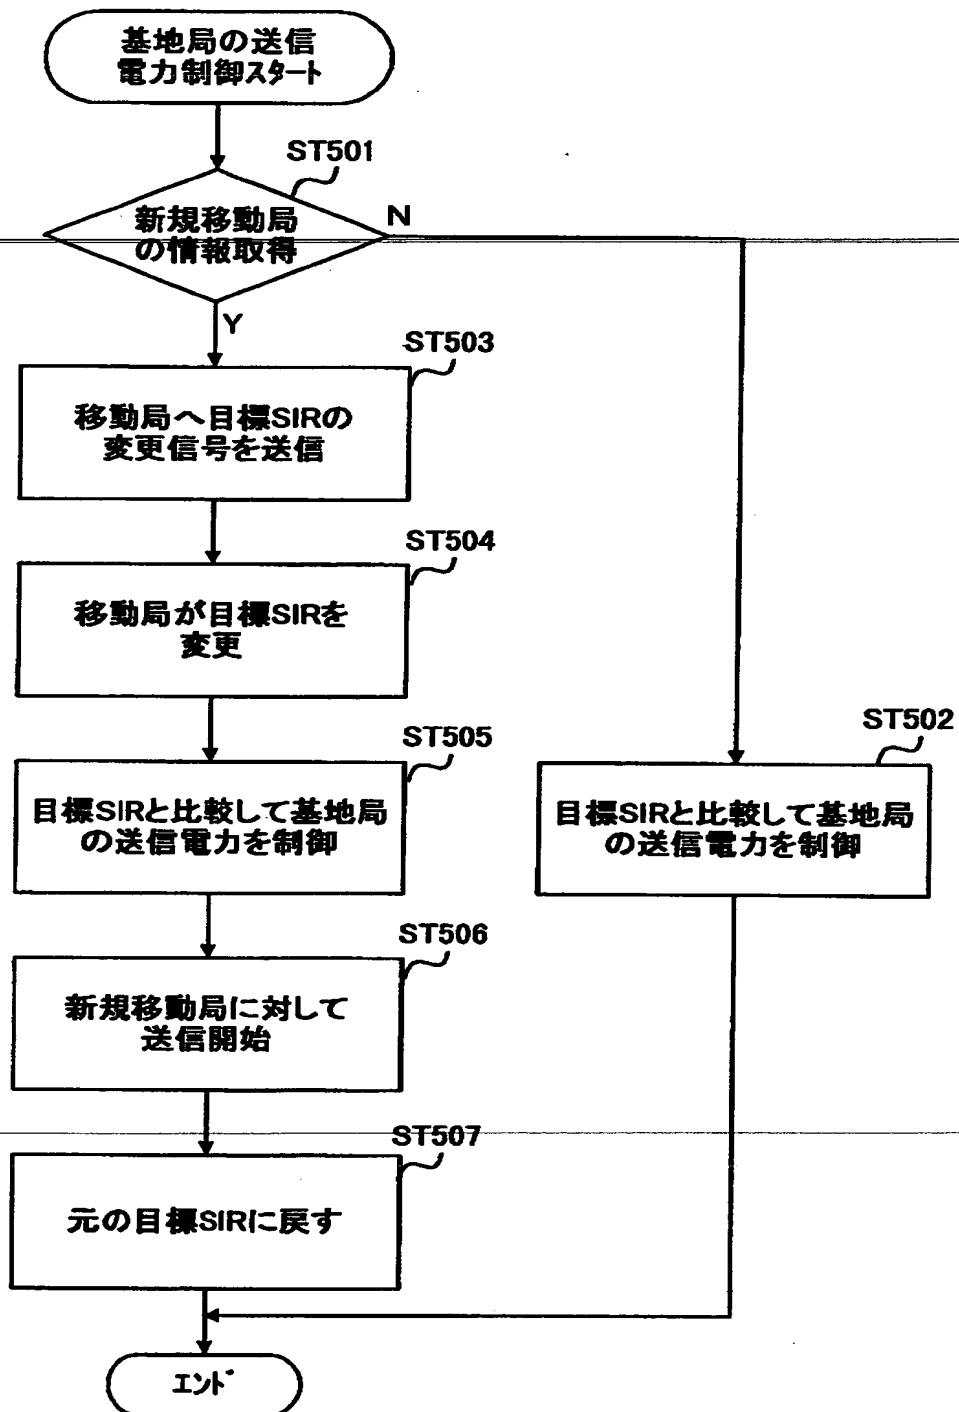 基地局の送信
電力制御スタート
ST501
新規移動局
の情報取得
N
Y
ST503
移動局へ目標SIRの
変更信号を送信
ST504
移動局が目標SIRを
変更
ST505
目標SIRと比較して基地局
の送信電力を制御
ST502
目標SIRと比較して基地局
の送信電力を制御
ST506
新規移動局に対して
送信開始
ST507
元の目標SIRに戻す
エンド